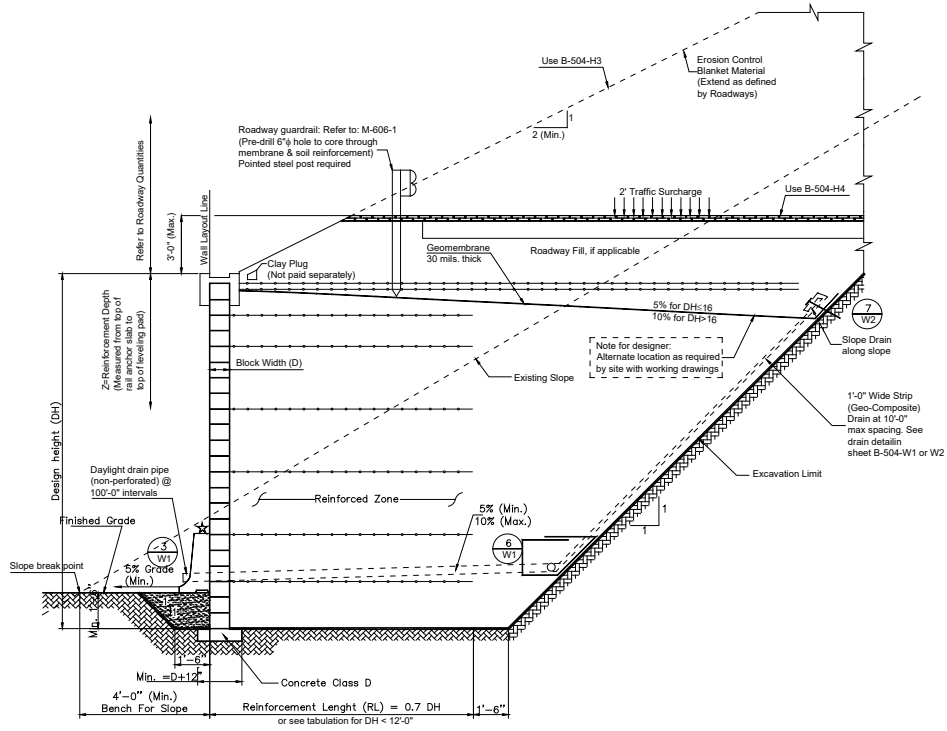 Use B-504-H3
Erosion Control
Blanket Material
(Extend as defined
by Roadways)
1
2 (Min.)
Roadway guardrail: Refer to: M-606-1
(Pre-drill 6"ϕ hole to core through
membrane & soil reinforcement)
Pointed steel post required
Refer to Roadway Quantities
3'-0" (Max.)
Wall Layout Line
2' Traffic Surcharge
Use B-504-H4
Geomembrane
30 mils. thick
Roadway Fill, if applicable
Clay Plug
(Not paid separately)
5% for DH≤16
10% for DH>16
7
W2
Slope Drain
along slope
Z=Reinforcement Depth
(Measured from top of
rail anchor slab to
top of leveling pad)
Note for designer:
Alternate location as required
by site with working drawings
Block Width (D)
Existing Slope
1'-0" Wide Strip
(Geo-Composite)
Drain at 10'-0"
max spacing. See
drain detailin
sheet B-504-W1 or W2
Design height (DH)
Daylight drain pipe
(non-perforated) @
100'-0" intervals
Excavation Limit
Reinforced Zone
Finished Grade
5% (Min.)
10% (Max.)
1
1
3
W1
6
W1
Slope break point
5% Grade
(Min.)
1
1
Min. 1'-6"
1'-6"
Min. =D+12"
Concrete Class D
4'-0" (Min.)
Bench For Slope
Reinforcement Lenght (RL) = 0.7 DH
or see tabulation for DH < 12'-0"
1'-6"